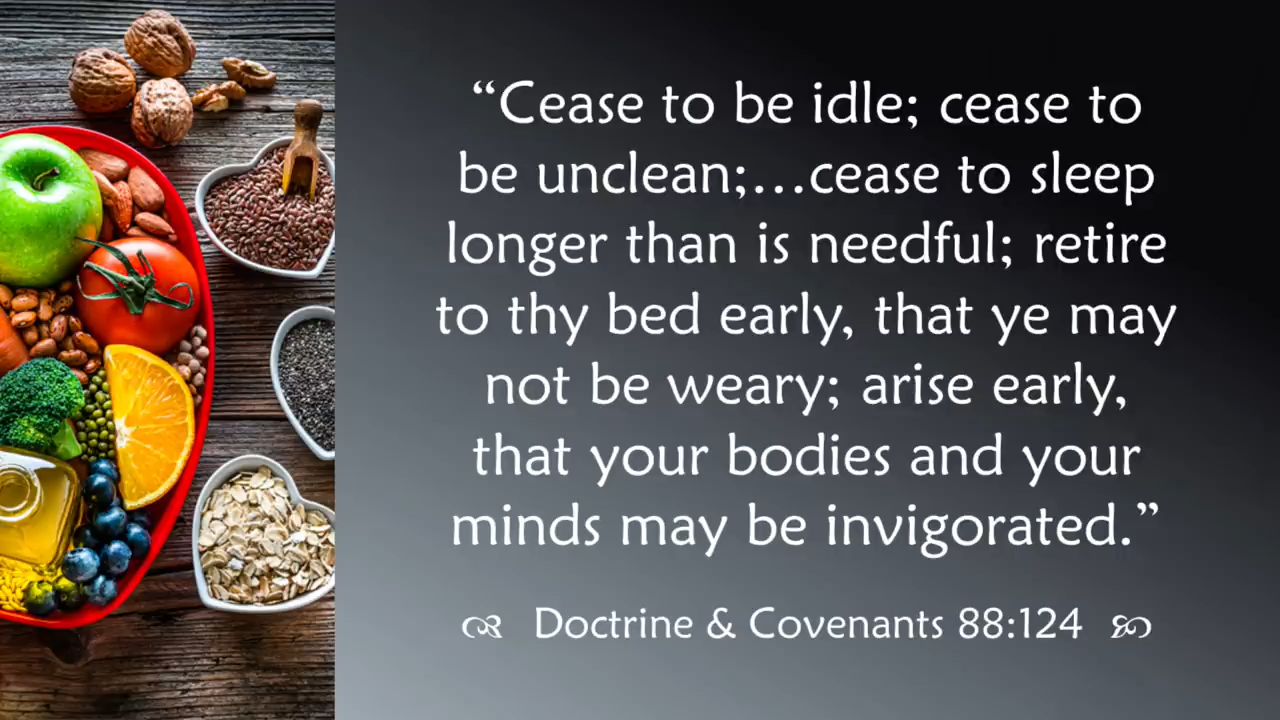 “Cease to be idle; cease to
be unclean;...cease to sleep
longer than is needful; retire
to thy bed early, that ye may
not be weary; arise early,
that your bodies and your
minds may be invigorated.”
Doctrine & Covenants 88:124